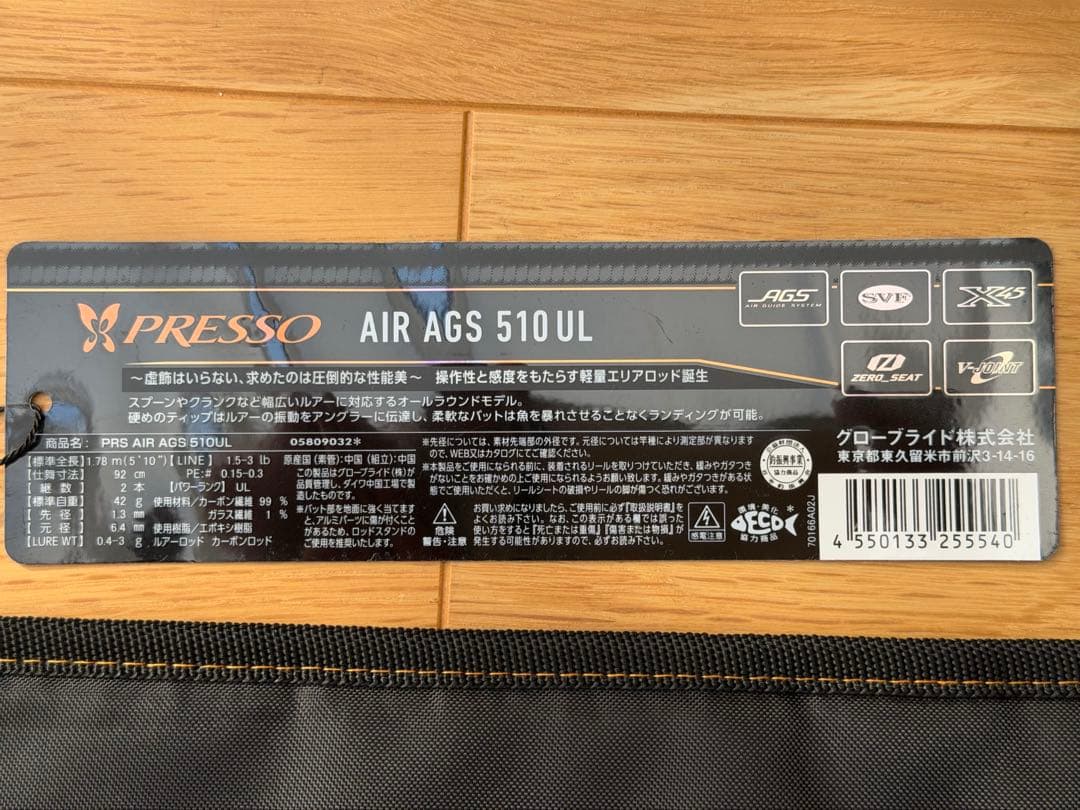 PRESSO AIR AGS 510UL
AGS
AIR GUIDE SYSTEM
SVF
X45
ZERO_SEAT
V-JOINT
～虚飾はいらない、求めたのは圧倒的な性能美～ 操作性と感度をもたらす軽量エリアロッド誕生
スプーンやクランクなど幅広いルアーに対応するオールラウンドモデル。
硬めのティップはルアーの振動をアングラーに伝達し、柔軟なバットは魚を暴れさせることなくランディングが可能。
商品名: PRS AIR AGS 510UL 05809032*
【標準全長】1.78 m(5'10")【LINE】 1.5-3 lb
【仕舞寸法】 92 cm PE:# 0.15-0.3
【継 数】 2 本 【パワーランク】 UL
【標準自重】 42 g 使用材料/カーボン繊維 99 %
【先 径】 1.3 mm ガラス繊維 1 %
【元 径】 6.4 mm 使用樹脂/エポキシ樹脂
【LURE WT】 0.4-3 g ルアーロッド カーボンロッド
原産国(素管):中国(組立):中国
この製品はグローブライド(株)が
品質管理し、ダイワ中国工場で製
造したものです。
※バット部を地面に強く当てます
と、アルミパーツに傷が付くこと
があるため、ロッドスタンドの
ご使用を推奨いたします。
※先径については、素材先端部の外径です。元径については竿種により測定部が異なります
ので、WEB又はカタログにてご確認ください。
※本製品をご使用になられる前に、装着されるリールを取りつけていただき、緩みやガタつき
がないことをお確かめの上ご使用になられるようお願い致します。緩みやガタつきがある状
態でご使用いただくと、リールシートの破損やリールの脚が傷つく恐れがございます。
危険
警告・注意
お買い求めになりましたら、ご使用前に必ず『取扱説明書』を
よくお読み下さい。なお、この表示がある欄では誤った
使い方をすると【死亡または重傷】【傷害または物損】が
発生する可能性がありますので、必ずお読み下さい。
感電注意
釣振興事業
協力商品
環境・美化
ECO
協力商品
70166A02J
グローブライド株式会社
東京都東久留米市前沢3-14-16
4 550133 255540